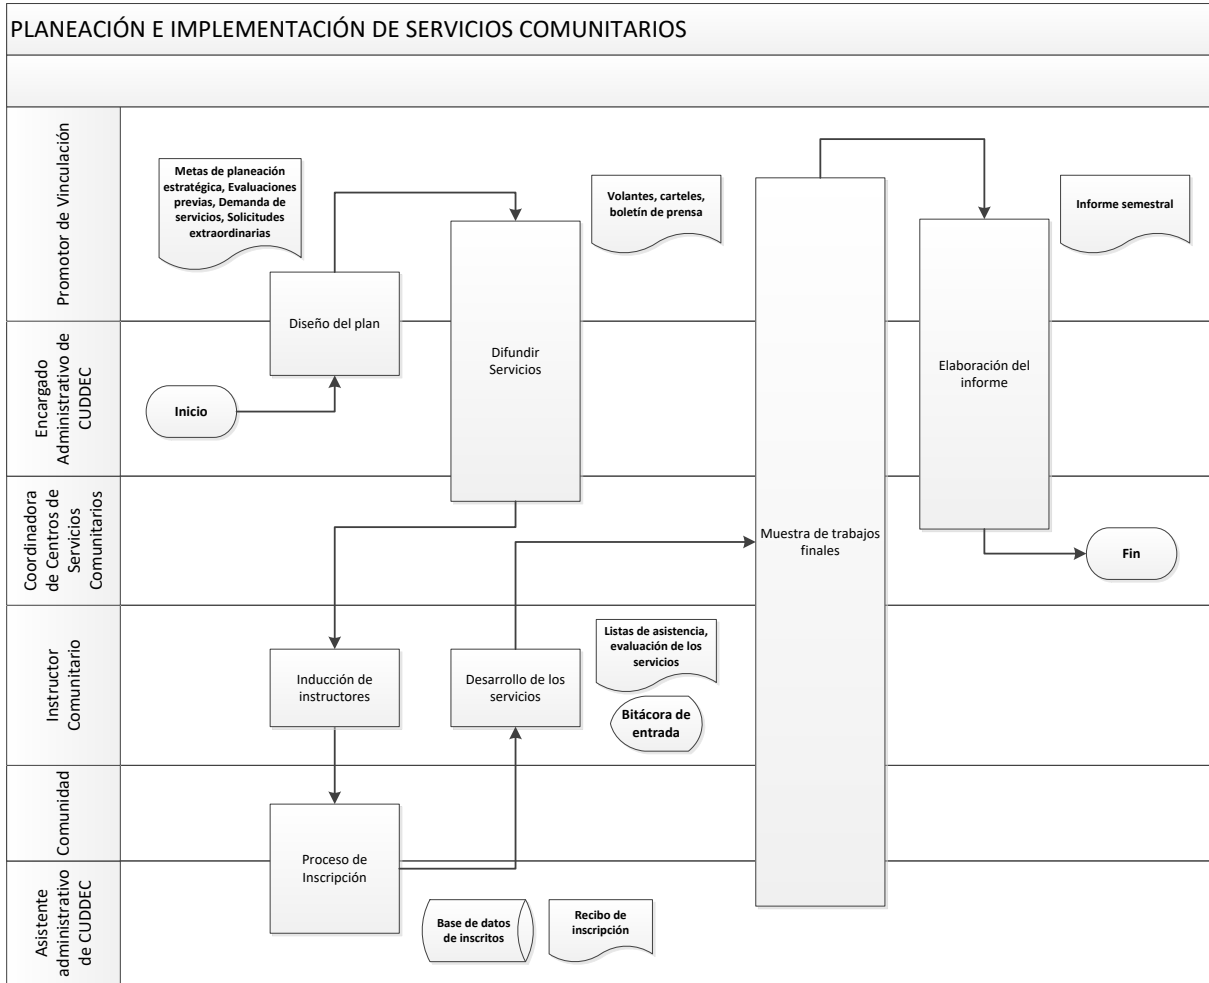 PLANEACIÓN E IMPLEMENTACIÓN DE SERVICIOS COMUNITARIOS
Promotor de Vinculación
Metas de planeación
estratégica, Evaluaciones
previas, Demanda de
servicios, Solicitudes
extraordinarias
Volantes, carteles,
boletín de prensa
Informe semestral
Diseño del plan
Encargado
Administrativo de
CUDDEC
Inicio
Difundir
Servicios
Elaboración del
informe
Coordinadora
de Centros de
Servicios
Comunitarios
Muestra de trabajos
finales
Fin
Instructor
Comunitario
Inducción de
instructores
Desarrollo de los
servicios
Listas de asistencia,
evaluación de los
servicios
Bitácora de
entrada
Comunidad
Proceso de
Inscripción
Asistente
administrativo
de CUDDEC
Base de datos
de inscritos
Recibo de
inscripción